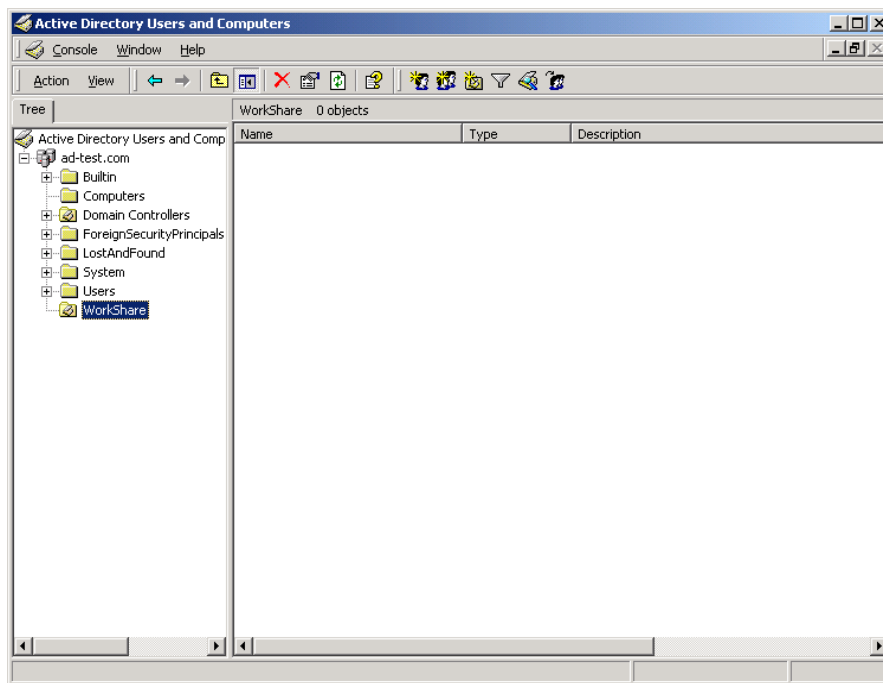 Active Directory Users and Computers
Console Window Help
Action View
Tree
WorkShare 0 objects
Active Directory Users and Comp
ad-test.com
Builtin
Computers
Domain Controllers
ForeignSecurityPrincipals
LostAndFound
System
Users
WorkShare
Name Type Description